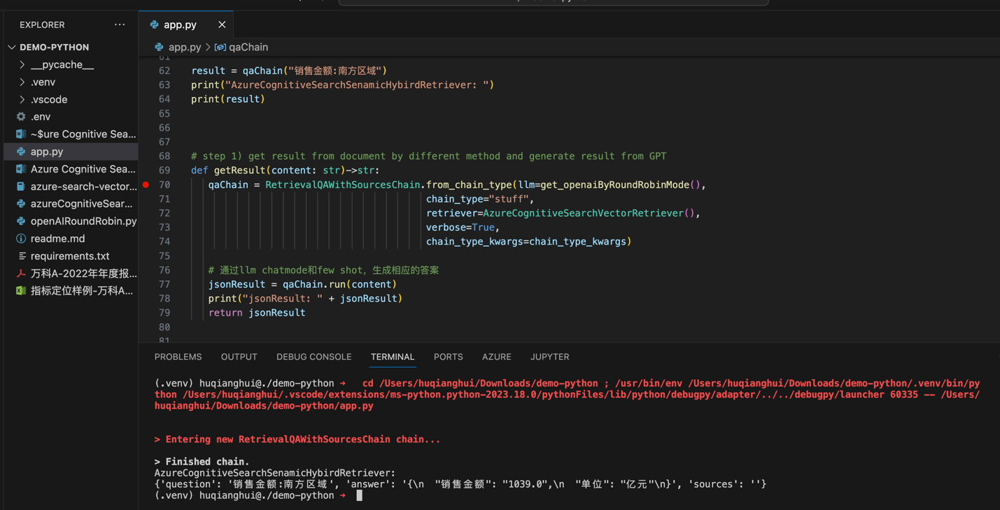 EXPLORER
...
DEMO-PYTHON
__pycache__
.venv
.vscode
.env
~$ure Cognitive Sea...
app.py
Azure Cognitive Sea...
azure-search-vector...
azureCognitiveSear...
openAIRoundRobin.py
readme.md
requirements.txt
万科A-2022年年度报...
指标定位样例-万科A...
app.py
app.py > qaChain
61
62 result = qaChain("销售金额:南方区域")
63 print("AzureCognitiveSearchSenamicHybirdRetriever: ")
64 print(result)
65
66
67
68 # step 1) get result from document by different method and generate result from GPT
69 def getResult(content: str)->str:
70 qaChain = RetrievalQAWithSourcesChain.from_chain_type(llm=get_openaiByRoundRobinMode(),
71 chain_type="stuff",
72 retriever=AzureCognitiveSearchVectorRetriever(),
73 verbose=True,
74 chain_type_kwargs=chain_type_kwargs)
75
76 # 通过llm chatmode和few shot，生成相应的答案
77 jsonResult = qaChain.run(content)
78 print("jsonResult: " + jsonResult)
79 return jsonResult
80
81
PROBLEMS OUTPUT DEBUG CONSOLE TERMINAL PORTS AZURE JUPYTER
(.venv) huqianghui@./demo-python ➜ cd /Users/huqianghui/Downloads/demo-python ; /usr/bin/env /Users/huqianghui/Downloads/demo-python/.venv/bin/py
thon /Users/huqianghui/.vscode/extensions/ms-python.python-2023.18.0/pythonFiles/lib/python/debugpy/adapter/../../debugpy/launcher 60335 -- /Users/
huqianghui/Downloads/demo-python/app.py
> Entering new RetrievalQAWithSourcesChain chain...
> Finished chain.
AzureCognitiveSearchSenamicHybirdRetriever:
{'question': '销售金额:南方区域', 'answer': '{\n "销售金额": "1039.0",\n "单位": "亿元"\n}', 'sources': ''}
(.venv) huqianghui@./demo-python ➜